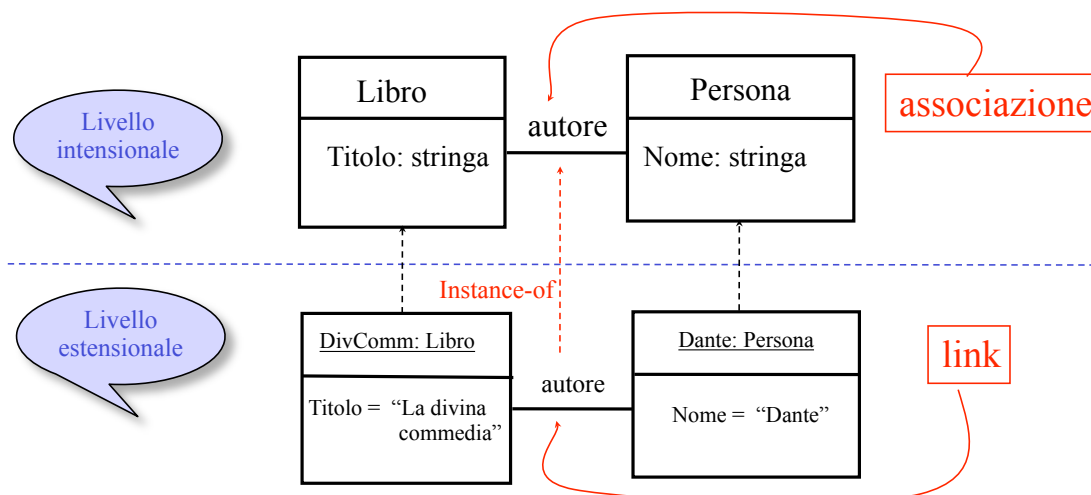 Livello
intensionale
Libro
Titolo: stringa
autore
Persona
Nome: stringa
associazione
Instance-of
Livello
estensionale
DivComm: Libro
Titolo = “La divina
commedia”
autore
Dante: Persona
Nome = “Dante”
link